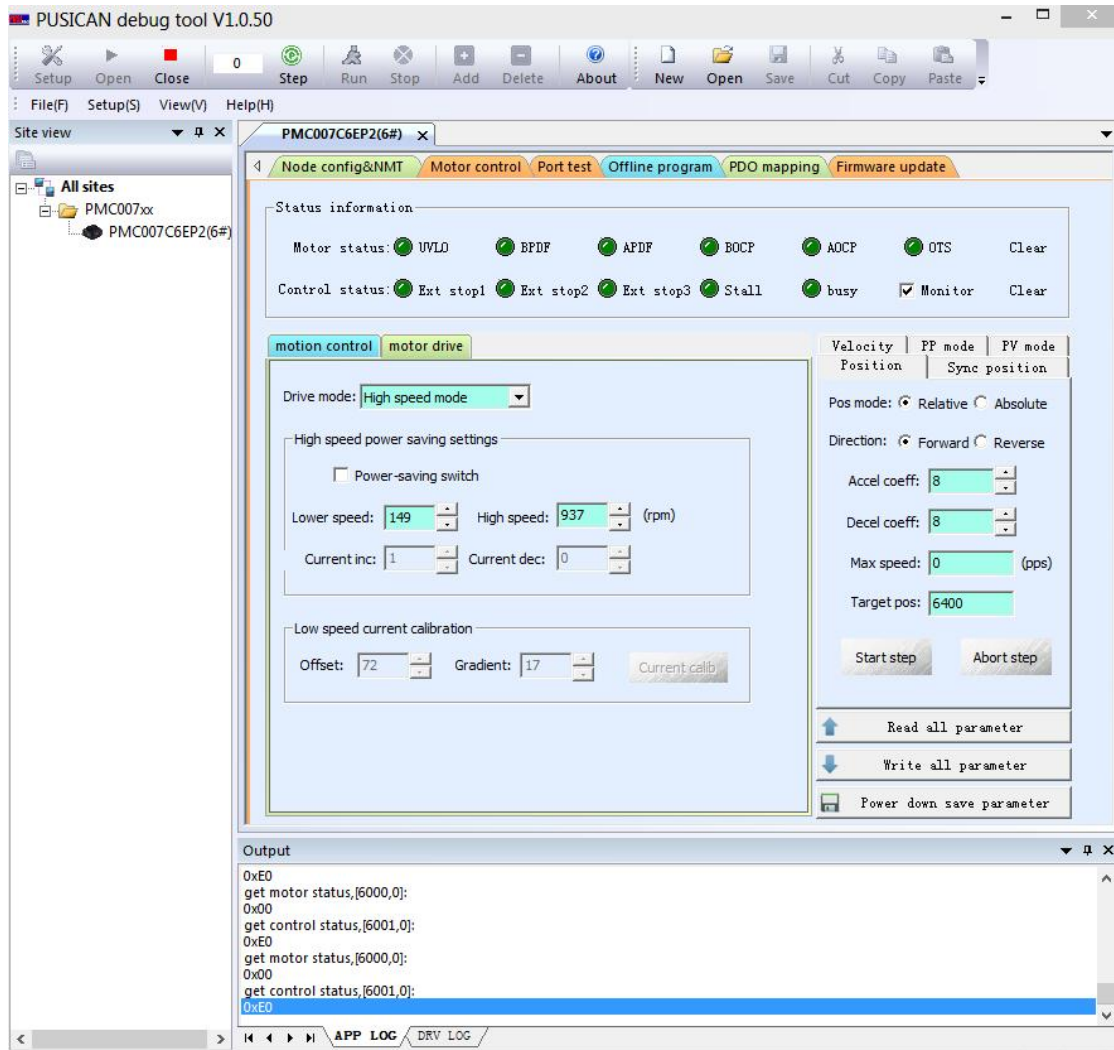 PUSICAN debug tool V1.0.50
Setup Open Close 0 Step Run Stop Add Delete About New Open Save Cut Copy Paste
File(F) Setup(S) View(V) Help(H)
Site view
All sites
PMC007xx
PMC007C6EP2(6#)
PMC007C6EP2(6#)
Node config&NMT Motor control Port test Offline program PDO mapping Firmware update
Status information
Motor status: UVLO BPDF APDF BOCP AOCP OTS Clear
Control status: Ext stop1 Ext stop2 Ext stop3 Stall busy Monitor Clear
motion control motor drive
Drive mode: High speed mode
High speed power saving settings
Power-saving switch
Lower speed: 149 High speed: 937 (rpm)
Current inc: 1 Current dec: 0
Low speed current calibration
Offset: 72 Gradient: 17 Current calib
Velocity PP mode PV mode
Position Sync position
Pos mode: Relative Absolute
Direction: Forward Reverse
Accel coeff: 8
Decel coeff: 8
Max speed: 0 (pps)
Target pos: 6400
Start step Abort step
Read all parameter
Write all parameter
Power down save parameter
Output
0xE0
get motor status,[6000,0]:
0x00
get control status,[6001,0]:
0xE0
get motor status,[6000,0]:
0x00
get control status,[6001,0]:
0xE0
APP LOG DRV LOG